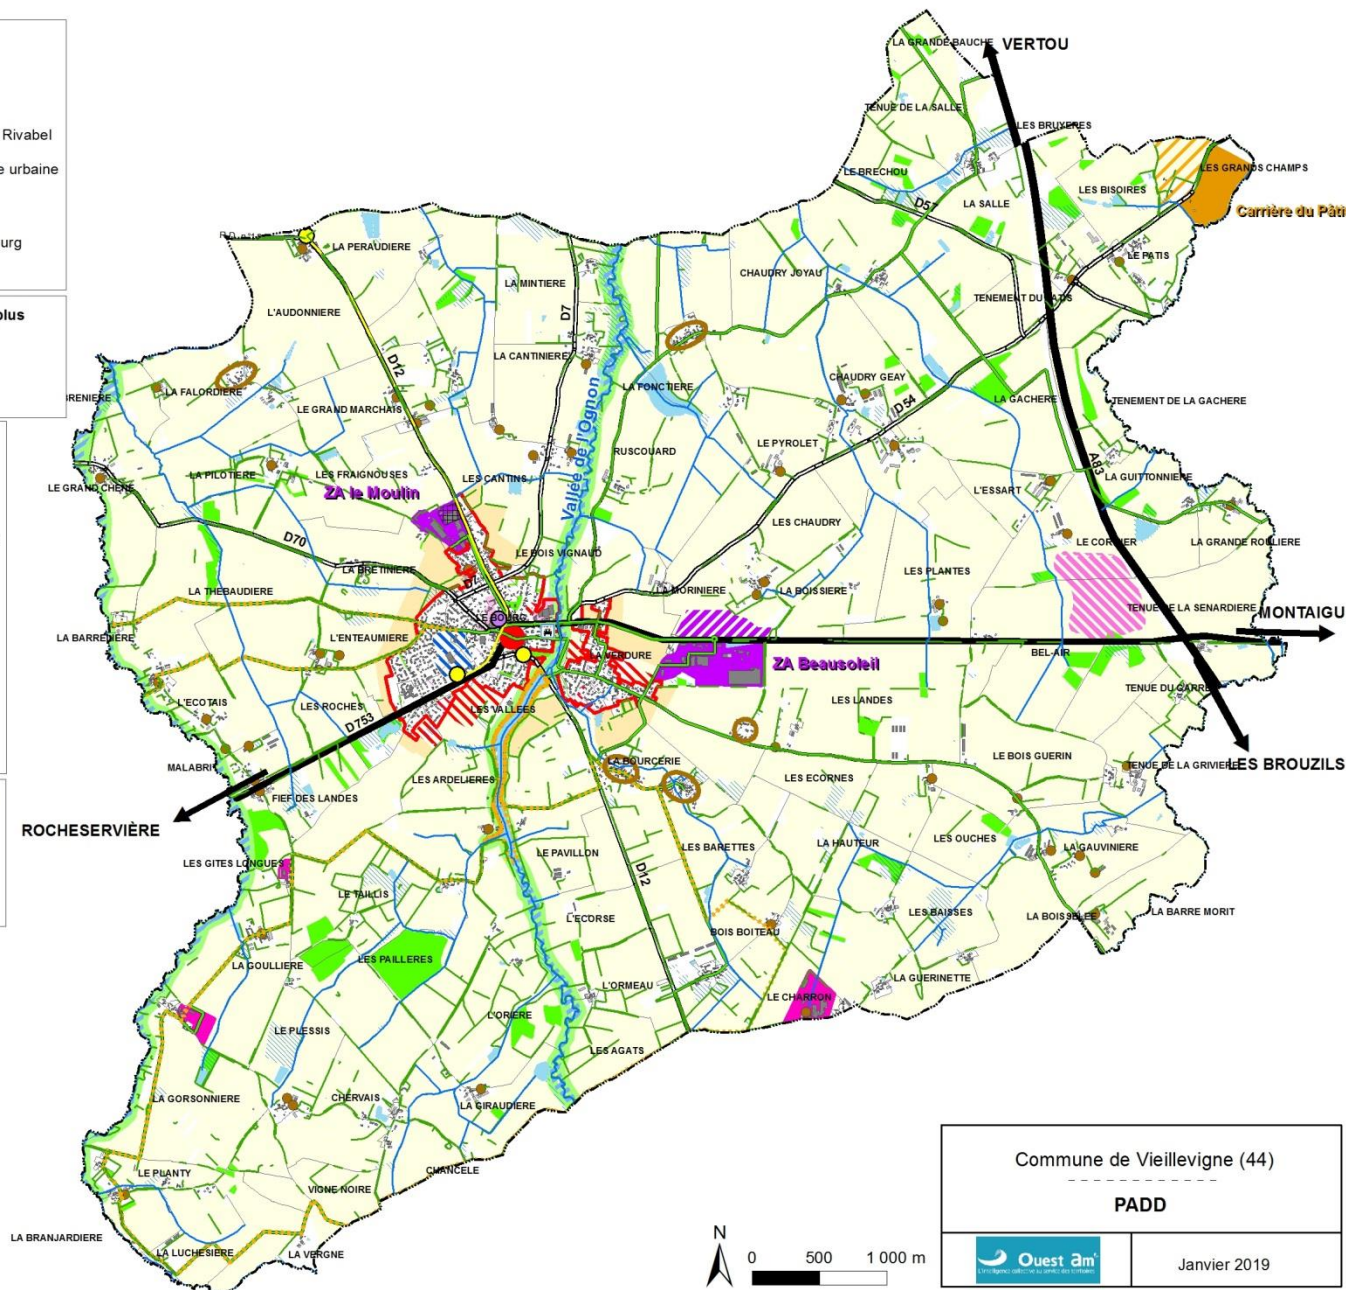 LA GRANDE BAUCHE
VERTOU
TENUE DE LA SALLE
LES BRUYERES
Rivabel
e urbaine
LE BRECHOU
LES BISOIRES
LES GRANDS CHAMPS
D57
LA SALLE
Carrière du Pâti
urg
LA PERAUDIERE
LE PATIS
CHAUDRY JOYAU
LA MINTIERE
TENEMENT DU PATIS
plus
L'AUDONNIERE
D7
D12
LA CANTINIERE
CHAUDRY GEAY
LA FONCTIERE
LA FALORDIERE
BRENIERE
LE GRAND MARCHAIS
LA GACHERE
TENEMENT DE LA GACHERE
D54
Vallée de l'Ognon
LE PYROLET
RUSCOUARD
A83
LA PILOTIERE
LES FRAIGNOUSES
LES CANTINS
LA GUITTONNIERE
LE GRAND CHENE
ZA le Moulin
L'ESSART
LES CHAUDRY
D70
LE CORMIER
LA GRANDE ROULIERE
LE BOIS VIGNAUD
LA BRETINIERE
D7
LES PLANTES
LA THEBAUDIERE
LA MORINIERE
LA BOISSIERE
TENUE DE LA SENARDIERE
MONTAIGU
LE BOURG
LA BARRETIERE
L'ENTEAUMIERE
LA VERDURE
BEL-AIR
ZA Beausoleil
TENUE DU CARRE
L'ECOTAIS
LES ROCHES
LES VALLEES
LES LANDES
D753
LE BOIS GUERIN
MALABRI
LA BOURCERIE
LES BROUZILS
TENUE DE LA GRIVIERE
LES ARDELIERES
LES ECORNES
FIEF DES LANDES
ROCHESERVIÈRE
LES OUCHES
LA HAUTEUR
LES BARETTES
LA GAUVINIERE
LE PAVILLON
LES GITES LONGUES
D12
LE TAILLIS
LES BAISSES
LA BARRE MORIT
L'ECORSE
LA BOISSELEE
BOIS BOITEAU
LES PAILLERES
LA GOULLIERE
LA GUERINETTE
L'ORMEAU
LE CHARRON
L'ORIERE
LE PLESSIS
LES AGATS
LA GORSONNIERE
CHERVAIS
LA GIRAUDIERE
Commune de Vieillevigne (44)
PADD
CHANCELE
LE PLANTY
VIGNE NOIRE
LA BRANJARDIERE
LA LUCHESIERE
LA VERGNE
N
0 500 1 000 m
Ouest am'
Janvier 2019